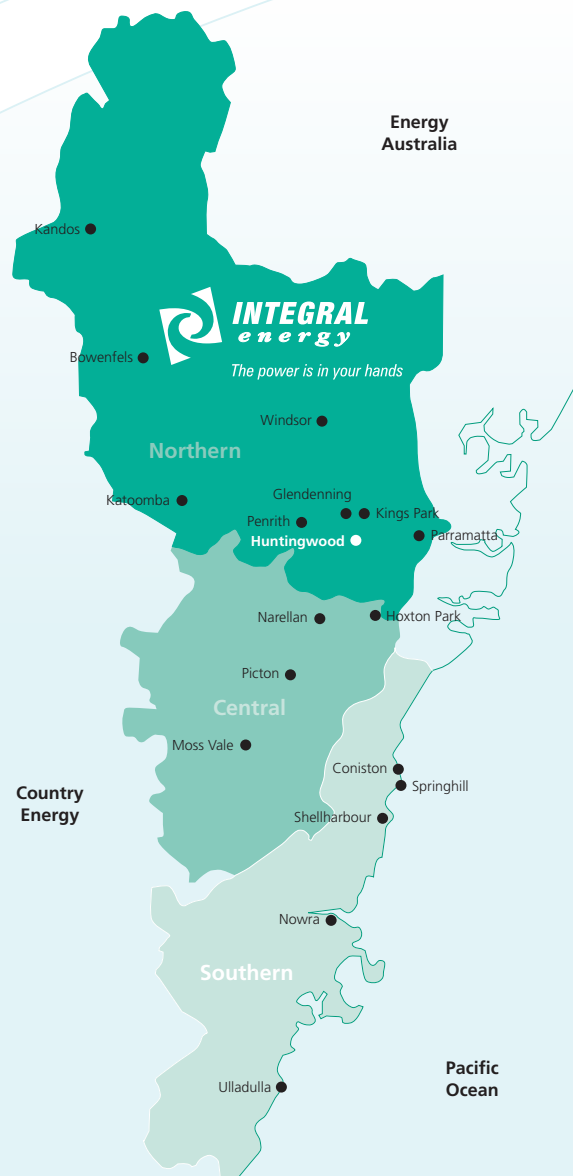 Energy
Australia
Kandos
INTEGRAL
energy
The power is in your hands
Bowenfels
Windsor
Northern
Katoomba
Glendenning
Kings Park
Penrith
Parramatta
Huntingwood
Narellan
Hoxton Park
Picton
Central
Moss Vale
Coniston
Springhill
Country
Energy
Shellharbour
Nowra
Southern
Pacific
Ocean
Ulladulla